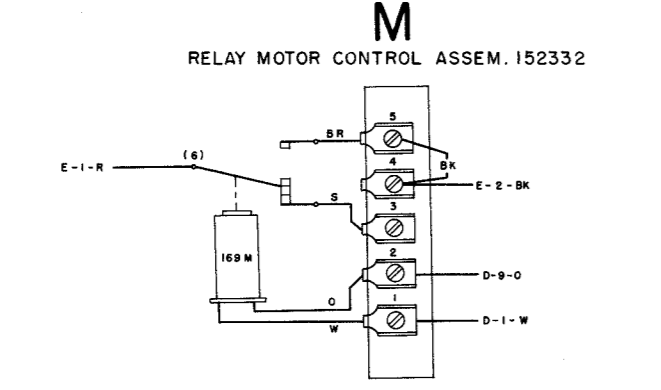 M
RELAY MOTOR CONTROL ASSEM. 152332
5
BR
(6)
E-1-R
4
BK
E-2-BK
S
3
169M
2
D-9-O
O
1
W
D-1-W